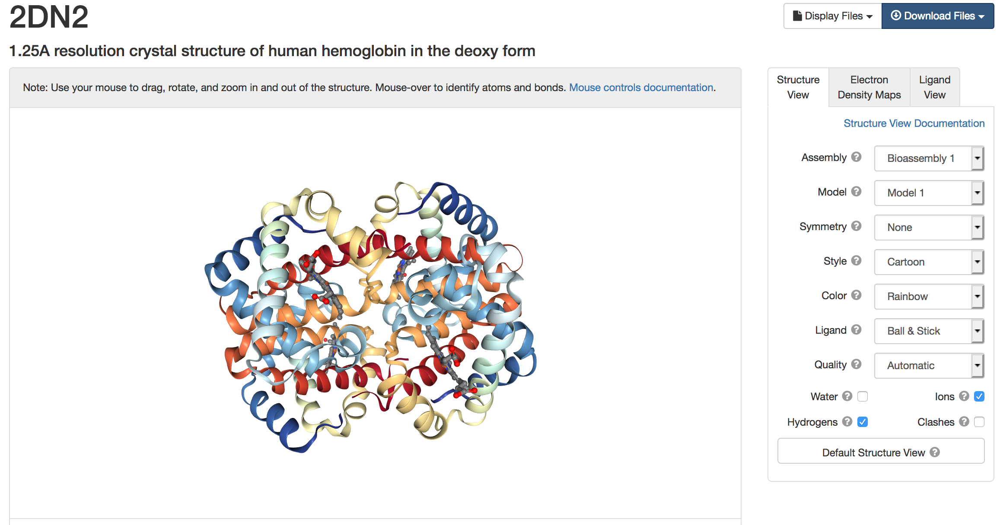 2DN2
Display Files
Download Files
1.25A resolution crystal structure of human hemoglobin in the deoxy form
Note: Use your mouse to drag, rotate, and zoom in and out of the structure. Mouse-over to identify atoms and bonds. Mouse controls documentation.
Structure View
Electron Density Maps
Ligand View
Structure View Documentation
Assembly ? Bioassembly 1
Model ? Model 1
Symmetry ? None
Style ? Cartoon
Color ? Rainbow
Ligand ? Ball & Stick
Quality ? Automatic
Water ? Ions ?
Hydrogens ? Clashes ?
Default Structure View ?